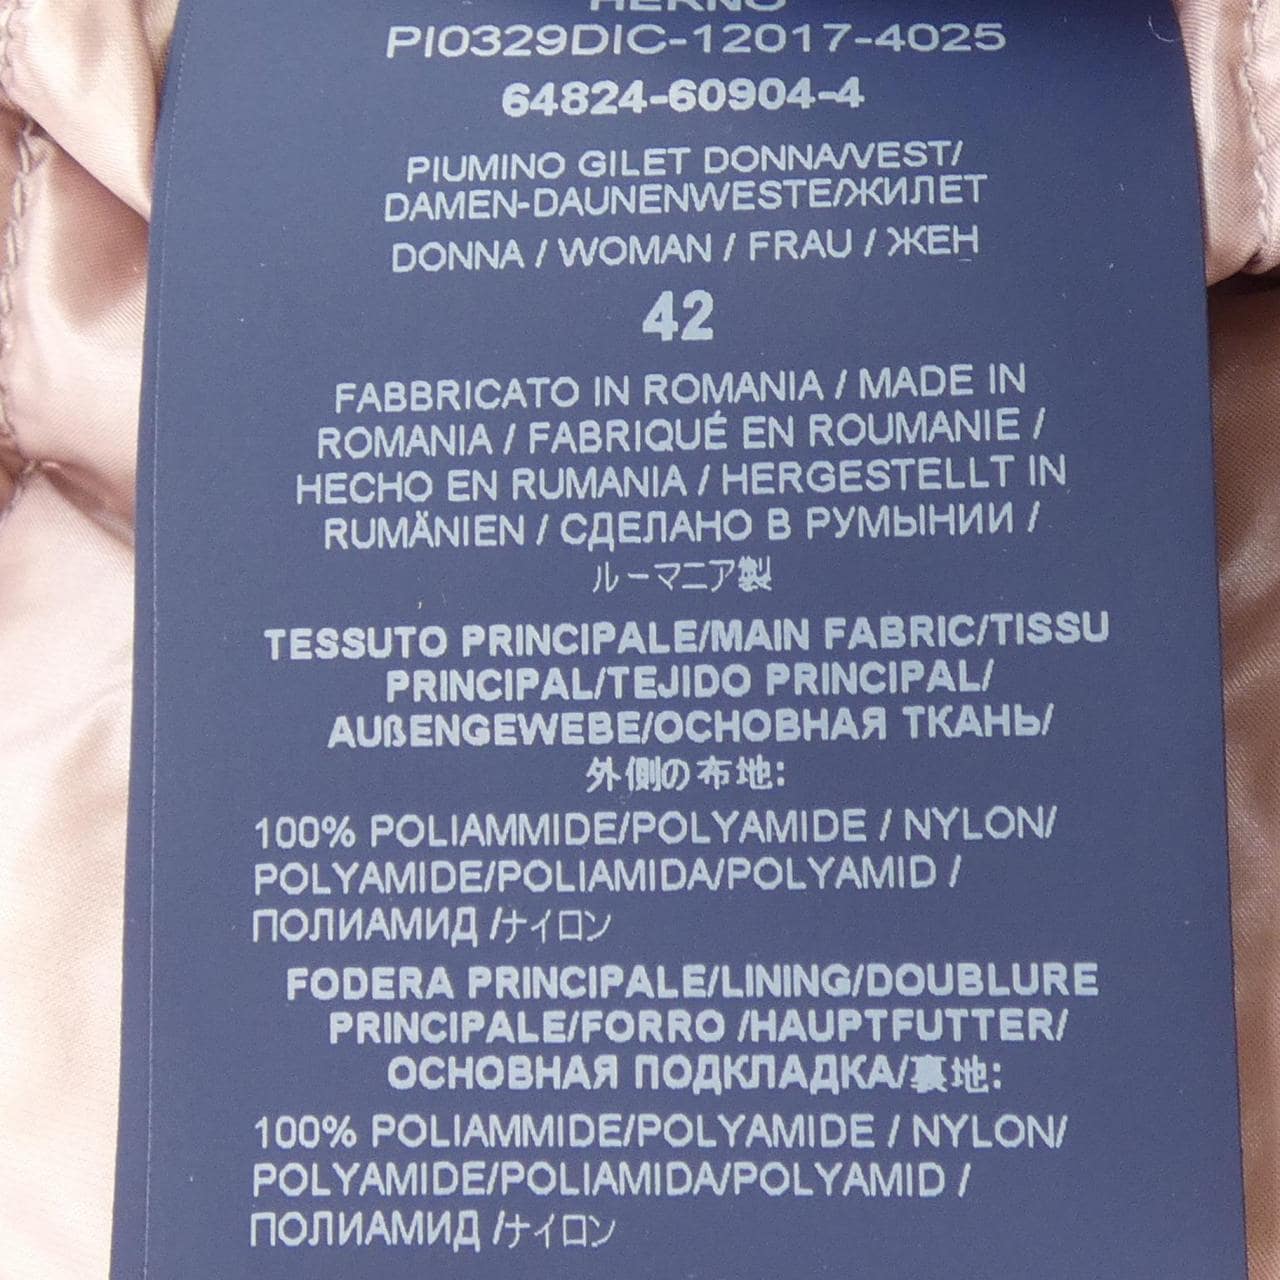 HERNO
PI0329DIC-12017-4025
64824-60904-4
PIUMINO GILET DONNA/VEST/
DAMEN-DAUNENWESTE/ЖИЛЕТ
DONNA / WOMAN / FRAU / ЖЕН
42
FABBRICATO IN ROMANIA / MADE IN
ROMANIA / FABRIQUÉ EN ROUMANIE /
HECHO EN RUMANIA / HERGESTELLT IN
RUMÄNIEN / СДЕЛАНО В РУМЫНИИ /
ルーマニア製
TESSUTO PRINCIPALE/MAIN FABRIC/TISSU
PRINCIPAL/TEJIDO PRINCIPAL/
AUßENGEWEBE/ОСНОВНАЯ ТКАНЬ/
外側の布地:
100% POLIAMMIDE/POLYAMIDE / NYLON/
POLYAMIDE/POLIAMIDA/POLYAMID /
ПОЛИАМИД /ナイロン
FODERA PRINCIPALE/LINING/DOUBLURE
PRINCIPALE/FORRO /HAUPTFUTTER/
ОСНОВНАЯ ПОДКЛАДКА/裏地:
100% POLIAMMIDE/POLYAMIDE / NYLON/
POLYAMIDE/POLIAMIDA/POLYAMID /
ПОЛИАМИД /ナイロン